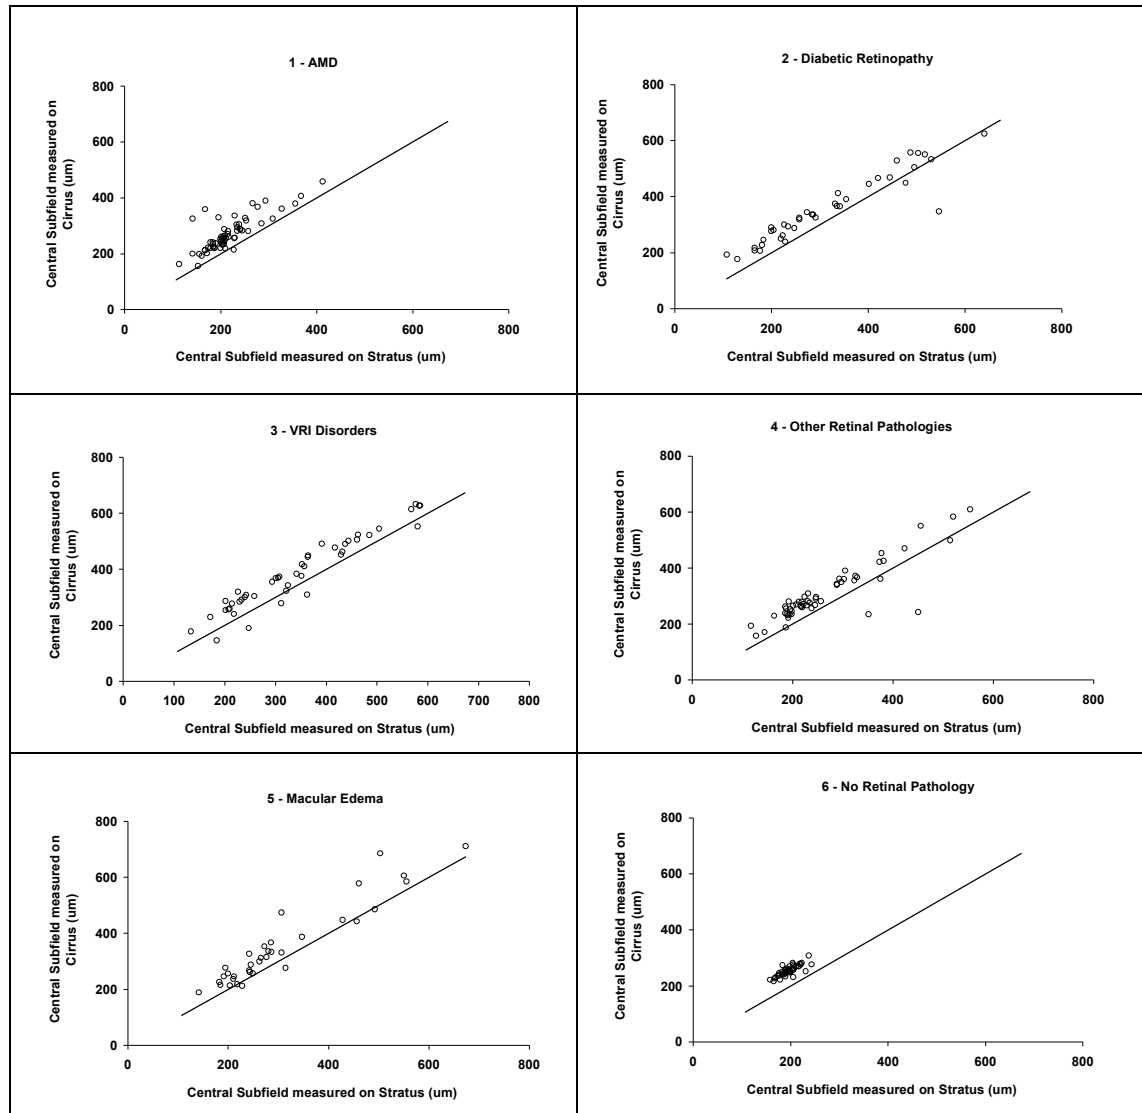 1 - AMD
Central Subfield measured on
Cirrus (um)
800
600
400
200
0
0 200 400 600 800
Central Subfield measured on Stratus (um)
2 - Diabetic Retinopathy
Central Subfield measured on
Cirrus (um)
800
600
400
200
0
0 200 400 600 800
Central Subfield measured on Stratus (um)
3 - VRI Disorders
Central Subfield measured on
Cirrus (um)
800
600
400
200
0
0 100 200 300 400 500 600 700 800
Central Subfield measured on Stratus (um)
4 - Other Retinal Pathologies
Central Subfield measured on
Cirrus (um)
800
600
400
200
0
0 200 400 600 800
Central Subfield measured on Stratus (um)
5 - Macular Edema
Central Subfield measured on
Cirrus (um)
800
600
400
200
0
0 200 400 600 800
Central Subfield measured on Stratus (um)
6 - No Retinal Pathology
Central Subfield measured on
Cirrus (um)
800
600
400
200
0
0 200 400 600 800
Central Subfield measured on Stratus (um)